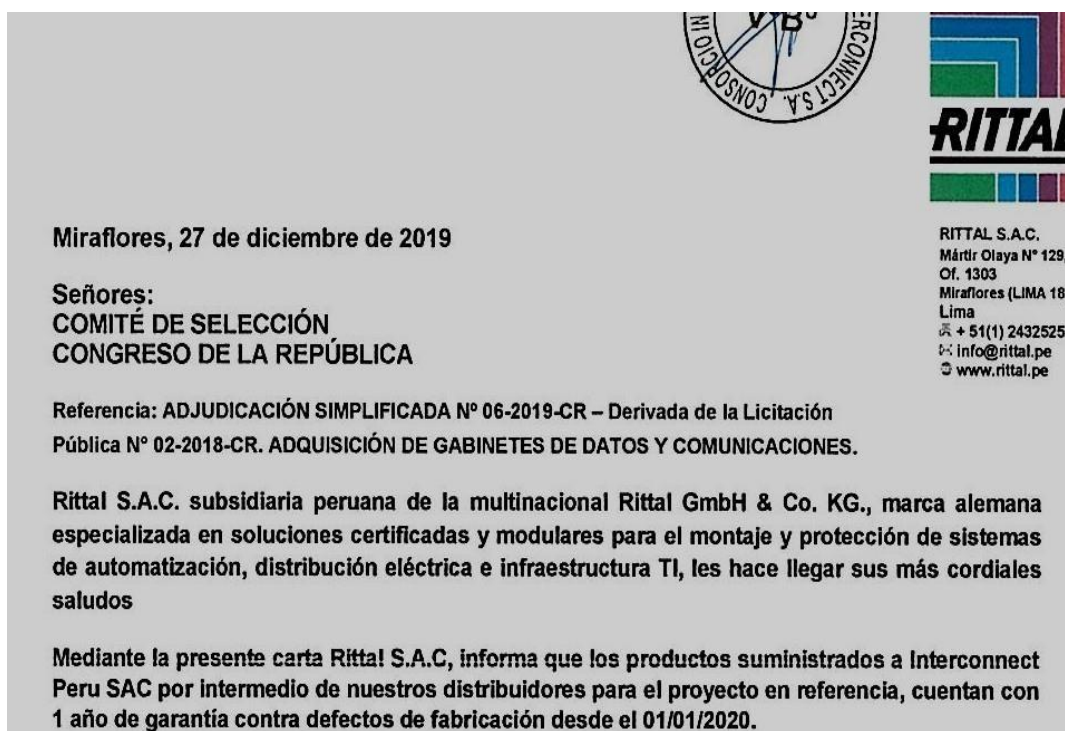 V°B°
CONSORCIO IN ERCONNECT S.A.
RITTAL
RITTAL S.A.C.
Mártir Olaya Nº 129,
Of. 1303
Miraflores (LIMA 18
Lima
+ 51(1) 2432525
info@rittal.pe
www.rittal.pe
Miraflores, 27 de diciembre de 2019
Señores:
COMITÉ DE SELECCIÓN
CONGRESO DE LA REPÚBLICA
Referencia: ADJUDICACIÓN SIMPLIFICADA Nº 06-2019-CR – Derivada de la Licitación
Pública Nº 02-2018-CR. ADQUISICIÓN DE GABINETES DE DATOS Y COMUNICACIONES.
Rittal S.A.C. subsidiaria peruana de la multinacional Rittal GmbH & Co. KG., marca alemana
especializada en soluciones certificadas y modulares para el montaje y protección de sistemas
de automatización, distribución eléctrica e infraestructura TI, les hace llegar sus más cordiales
saludos
Mediante la presente carta Rittal S.A.C, informa que los productos suministrados a Interconnect
Peru SAC por intermedio de nuestros distribuidores para el proyecto en referencia, cuentan con
1 año de garantía contra defectos de fabricación desde el 01/01/2020.